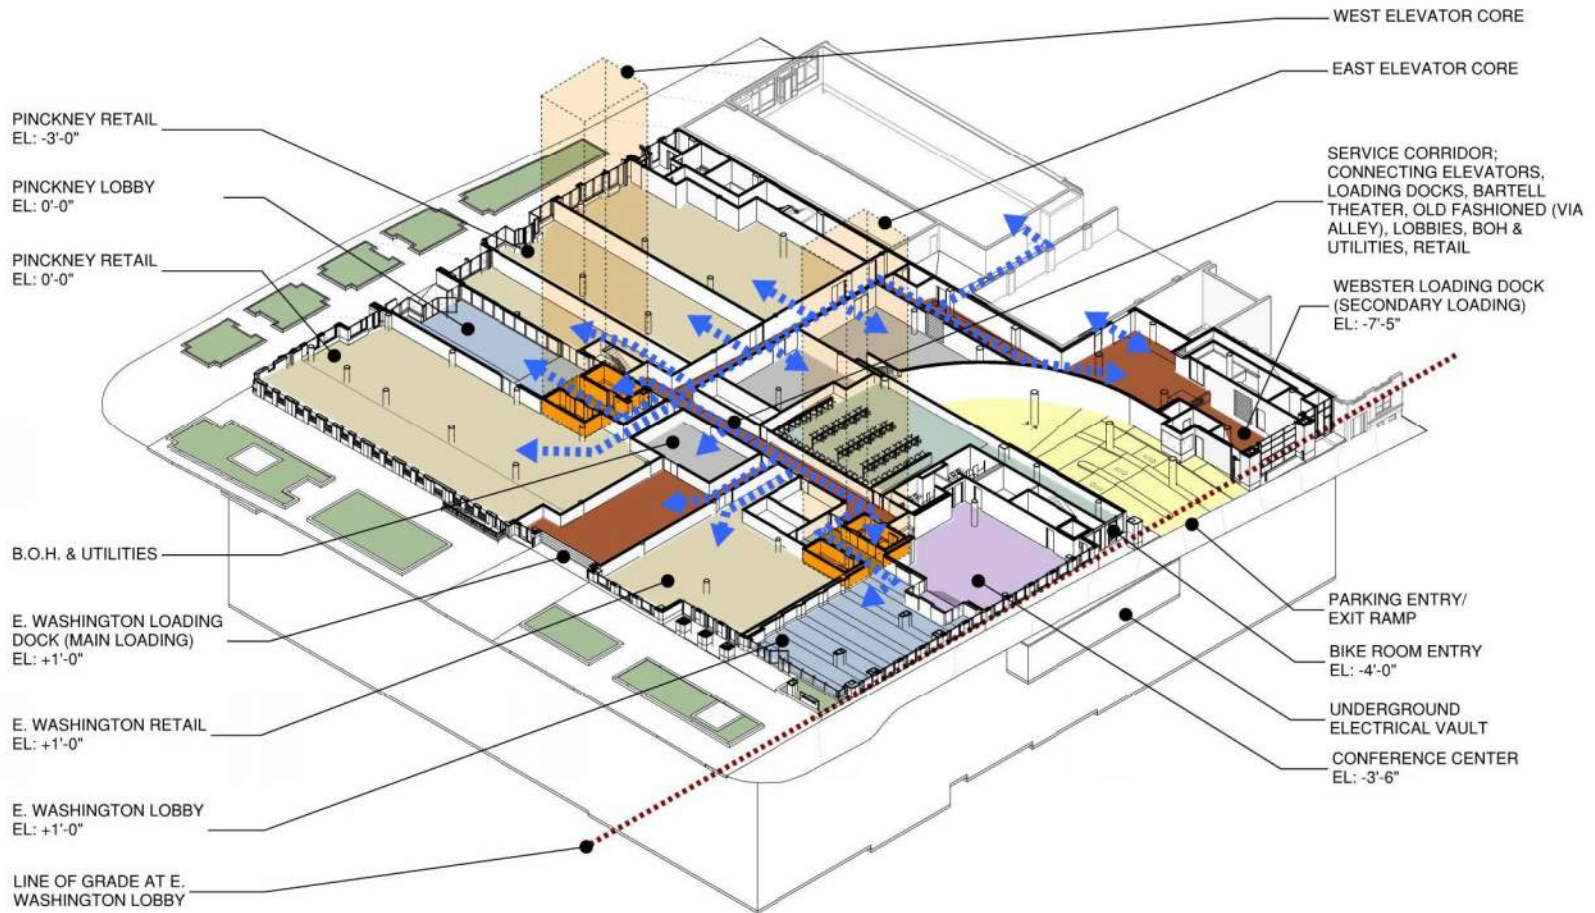 WEST ELEVATOR CORE
EAST ELEVATOR CORE
PINCKNEY RETAIL
EL: -3'-0"
PINCKNEY LOBBY
EL: 0'-0"
PINCKNEY RETAIL
EL: 0'-0"
SERVICE CORRIDOR;
CONNECTING ELEVATORS,
LOADING DOCKS, BARTELL
THEATER, OLD FASHIONED (VIA
ALLEY), LOBBIES, BOH &
UTILITIES, RETAIL
WEBSTER LOADING DOCK
(SECONDARY LOADING)
EL: -7'-5"
B.O.H. & UTILITIES
E. WASHINGTON LOADING
DOCK (MAIN LOADING)
EL: +1'-0"
E. WASHINGTON RETAIL
EL: +1'-0"
E. WASHINGTON LOBBY
EL: +1'-0"
LINE OF GRADE AT E.
WASHINGTON LOBBY
PARKING ENTRY/
EXIT RAMP
BIKE ROOM ENTRY
EL: -4'-0"
UNDERGROUND
ELECTRICAL VAULT
CONFERENCE CENTER
EL: -3'-6"